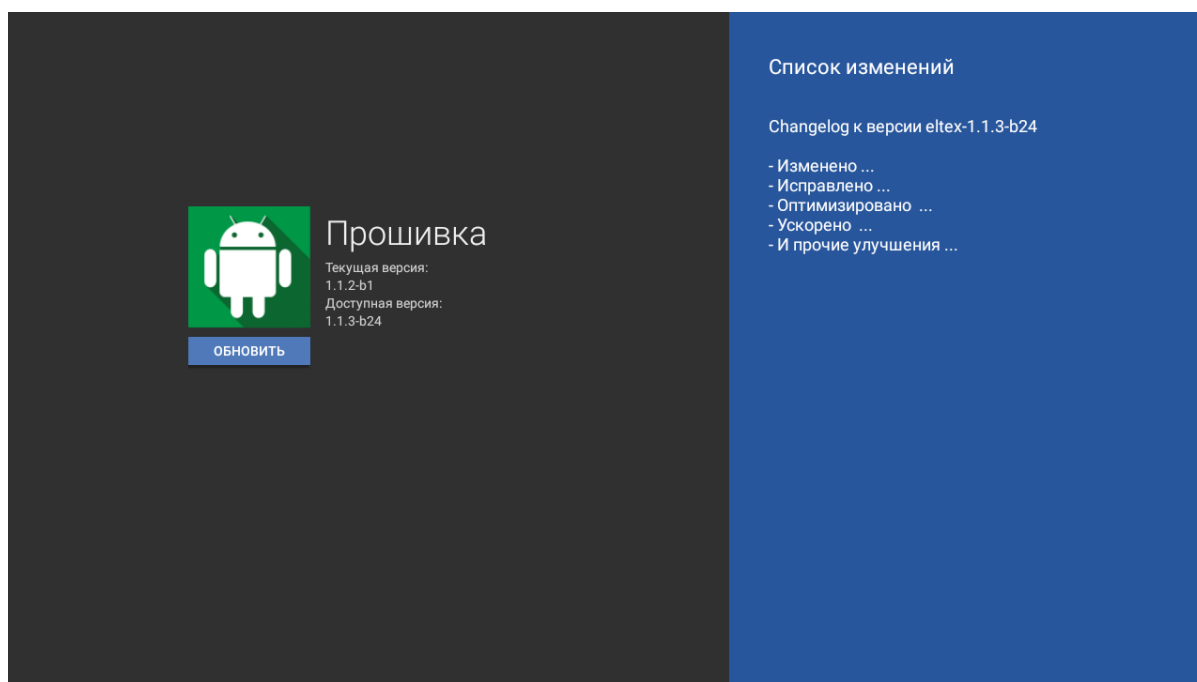 Прошивка
Текущая версия:
1.1.2-b1
Доступная версия:
1.1.3-b24
ОБНОВИТЬ
Список изменений
Changelog к версии eltex-1.1.3-b24
- Изменено ...
- Исправлено ...
- Оптимизировано ...
- Ускорено ...
- И прочие улучшения ...